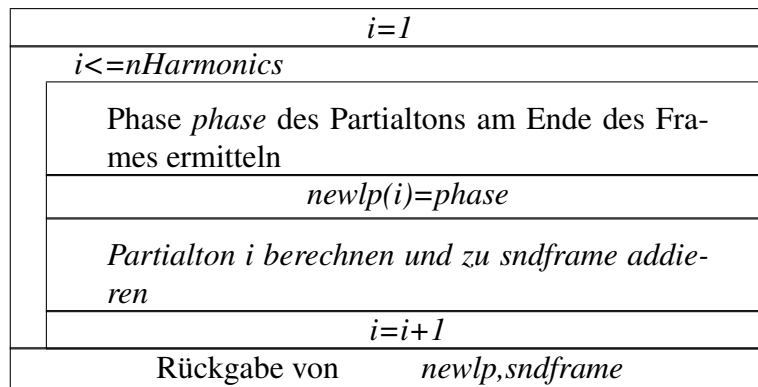 i=1
i<=nHarmonics
Phase phase des Partialtons am Ende des Fra-
mes ermitteln
newlp(i)=phase
Partialton i berechnen und zu sndframe addie-
ren
i=i+1
Rückgabe von newlp,sndframe